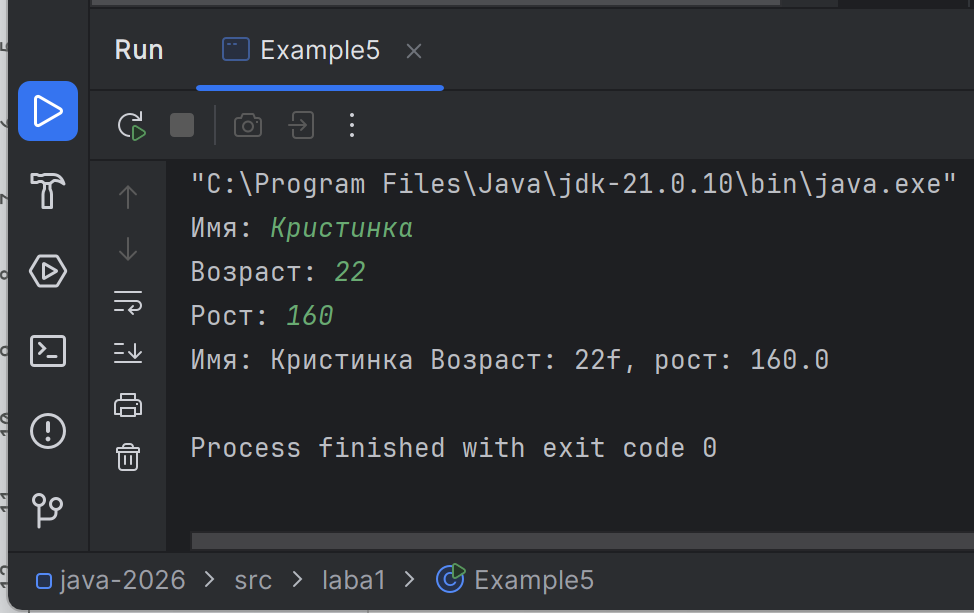 Run Example5
"C:\Program Files\Java\jdk-21.0.10\bin\java.exe"
Имя: Кристинка
Возраст: 22
Рост: 160
Имя: Кристинка Возраст: 22f, рост: 160.0
Process finished with exit code 0
java-2026 > src > laba1 > Example5